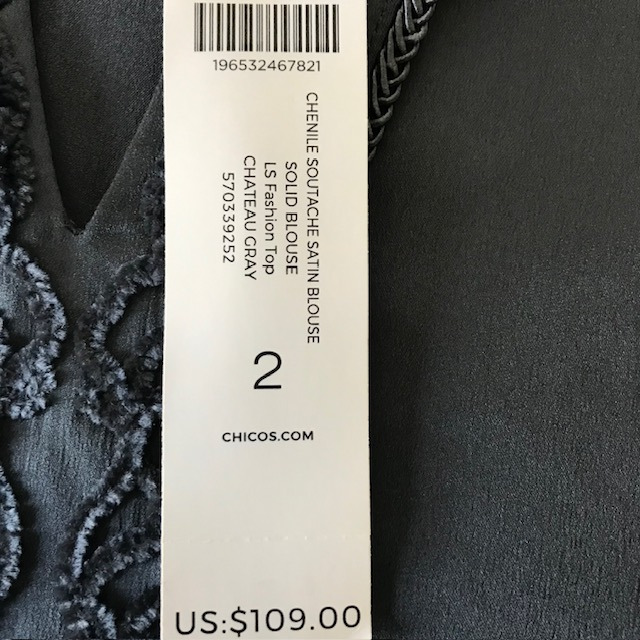 196532467821
CHENILE SOUTACHE SATIN BLOUSE
SOLID BLOUSE
LS Fashion Top
CHATEAU GRAY
570339252
2
CHICOS.COM
US:$109.00